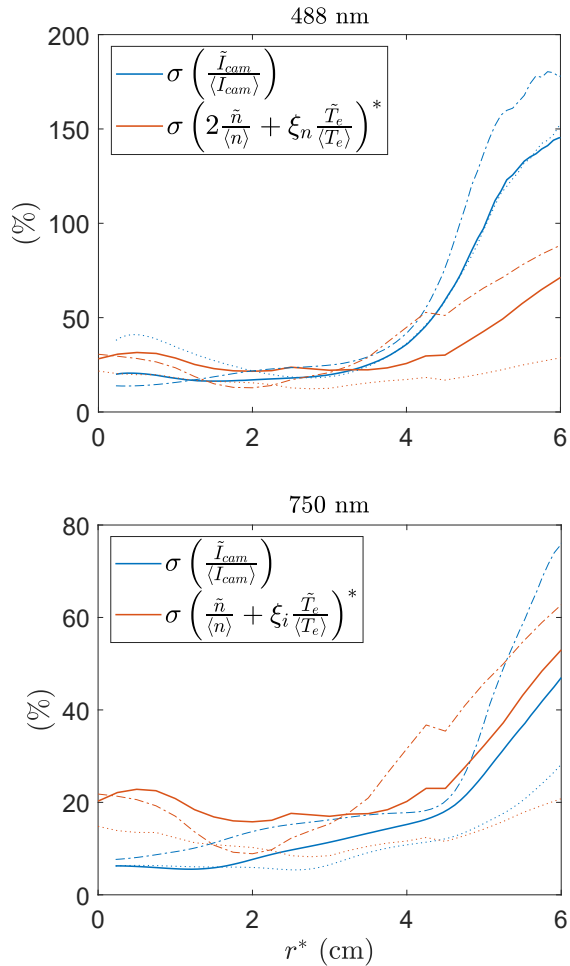 488 nm
200
σ ( Ĩ_cam / ⟨I_cam⟩ )
σ ( 2 ñ/⟨n⟩ + ξ_n T̃_e/⟨T_e⟩ )*
150
(%)
100
50
0
0 2 4 6
750 nm
80
σ ( Ĩ_cam / ⟨I_cam⟩ )
σ ( ñ/⟨n⟩ + ξ_i T̃_e/⟨T_e⟩ )*
60
(%)
40
20
0
0 2 4 6
r* (cm)